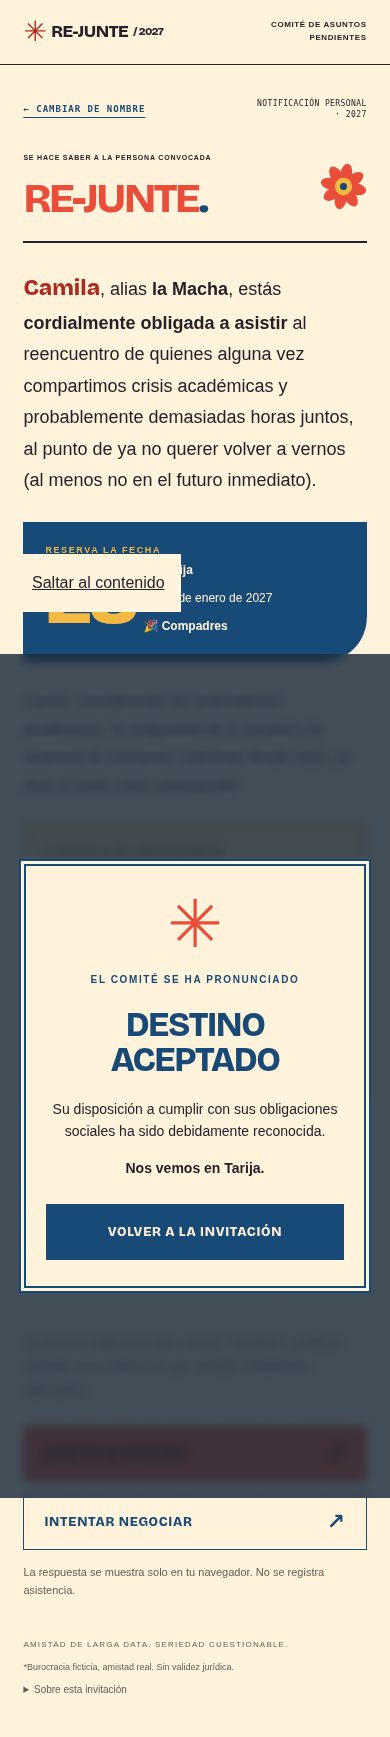 RE-JUNTE / 2027
COMITÉ DE ASUNTOS
PENDIENTES
← CAMBIAR DE NOMBRE
NOTIFICACIÓN PERSONAL
· 2027
SE HACE SABER A LA PERSONA CONVOCADA
RE-JUNTE.
Camila, alias la Macha, estás
cordialmente obligada a asistir al
reencuentro de quienes alguna vez
compartimos crisis académicas y
probablemente demasiadas horas juntos,
al punto de ya no querer volver a vernos
(al menos no en el futuro inmediato).
RESERVA LA FECHA
Saltar al contenido
de enero de 2027
🎉 Compadres
EL COMITÉ SE HA PRONUNCIADO
DESTINO
ACEPTADO
Su disposición a cumplir con sus obligaciones
sociales ha sido debidamente reconocida.
Nos vemos en Tarija.
VOLVER A LA INVITACIÓN
INTENTAR NEGOCIAR ↗
La respuesta se muestra solo en tu navegador. No se registra
asistencia.
AMISTAD DE LARGA DATA. SERIEDAD CUESTIONABLE.
*Burocracia ficticia, amistad real. Sin validez jurídica.
▶ Sobre esta invitación